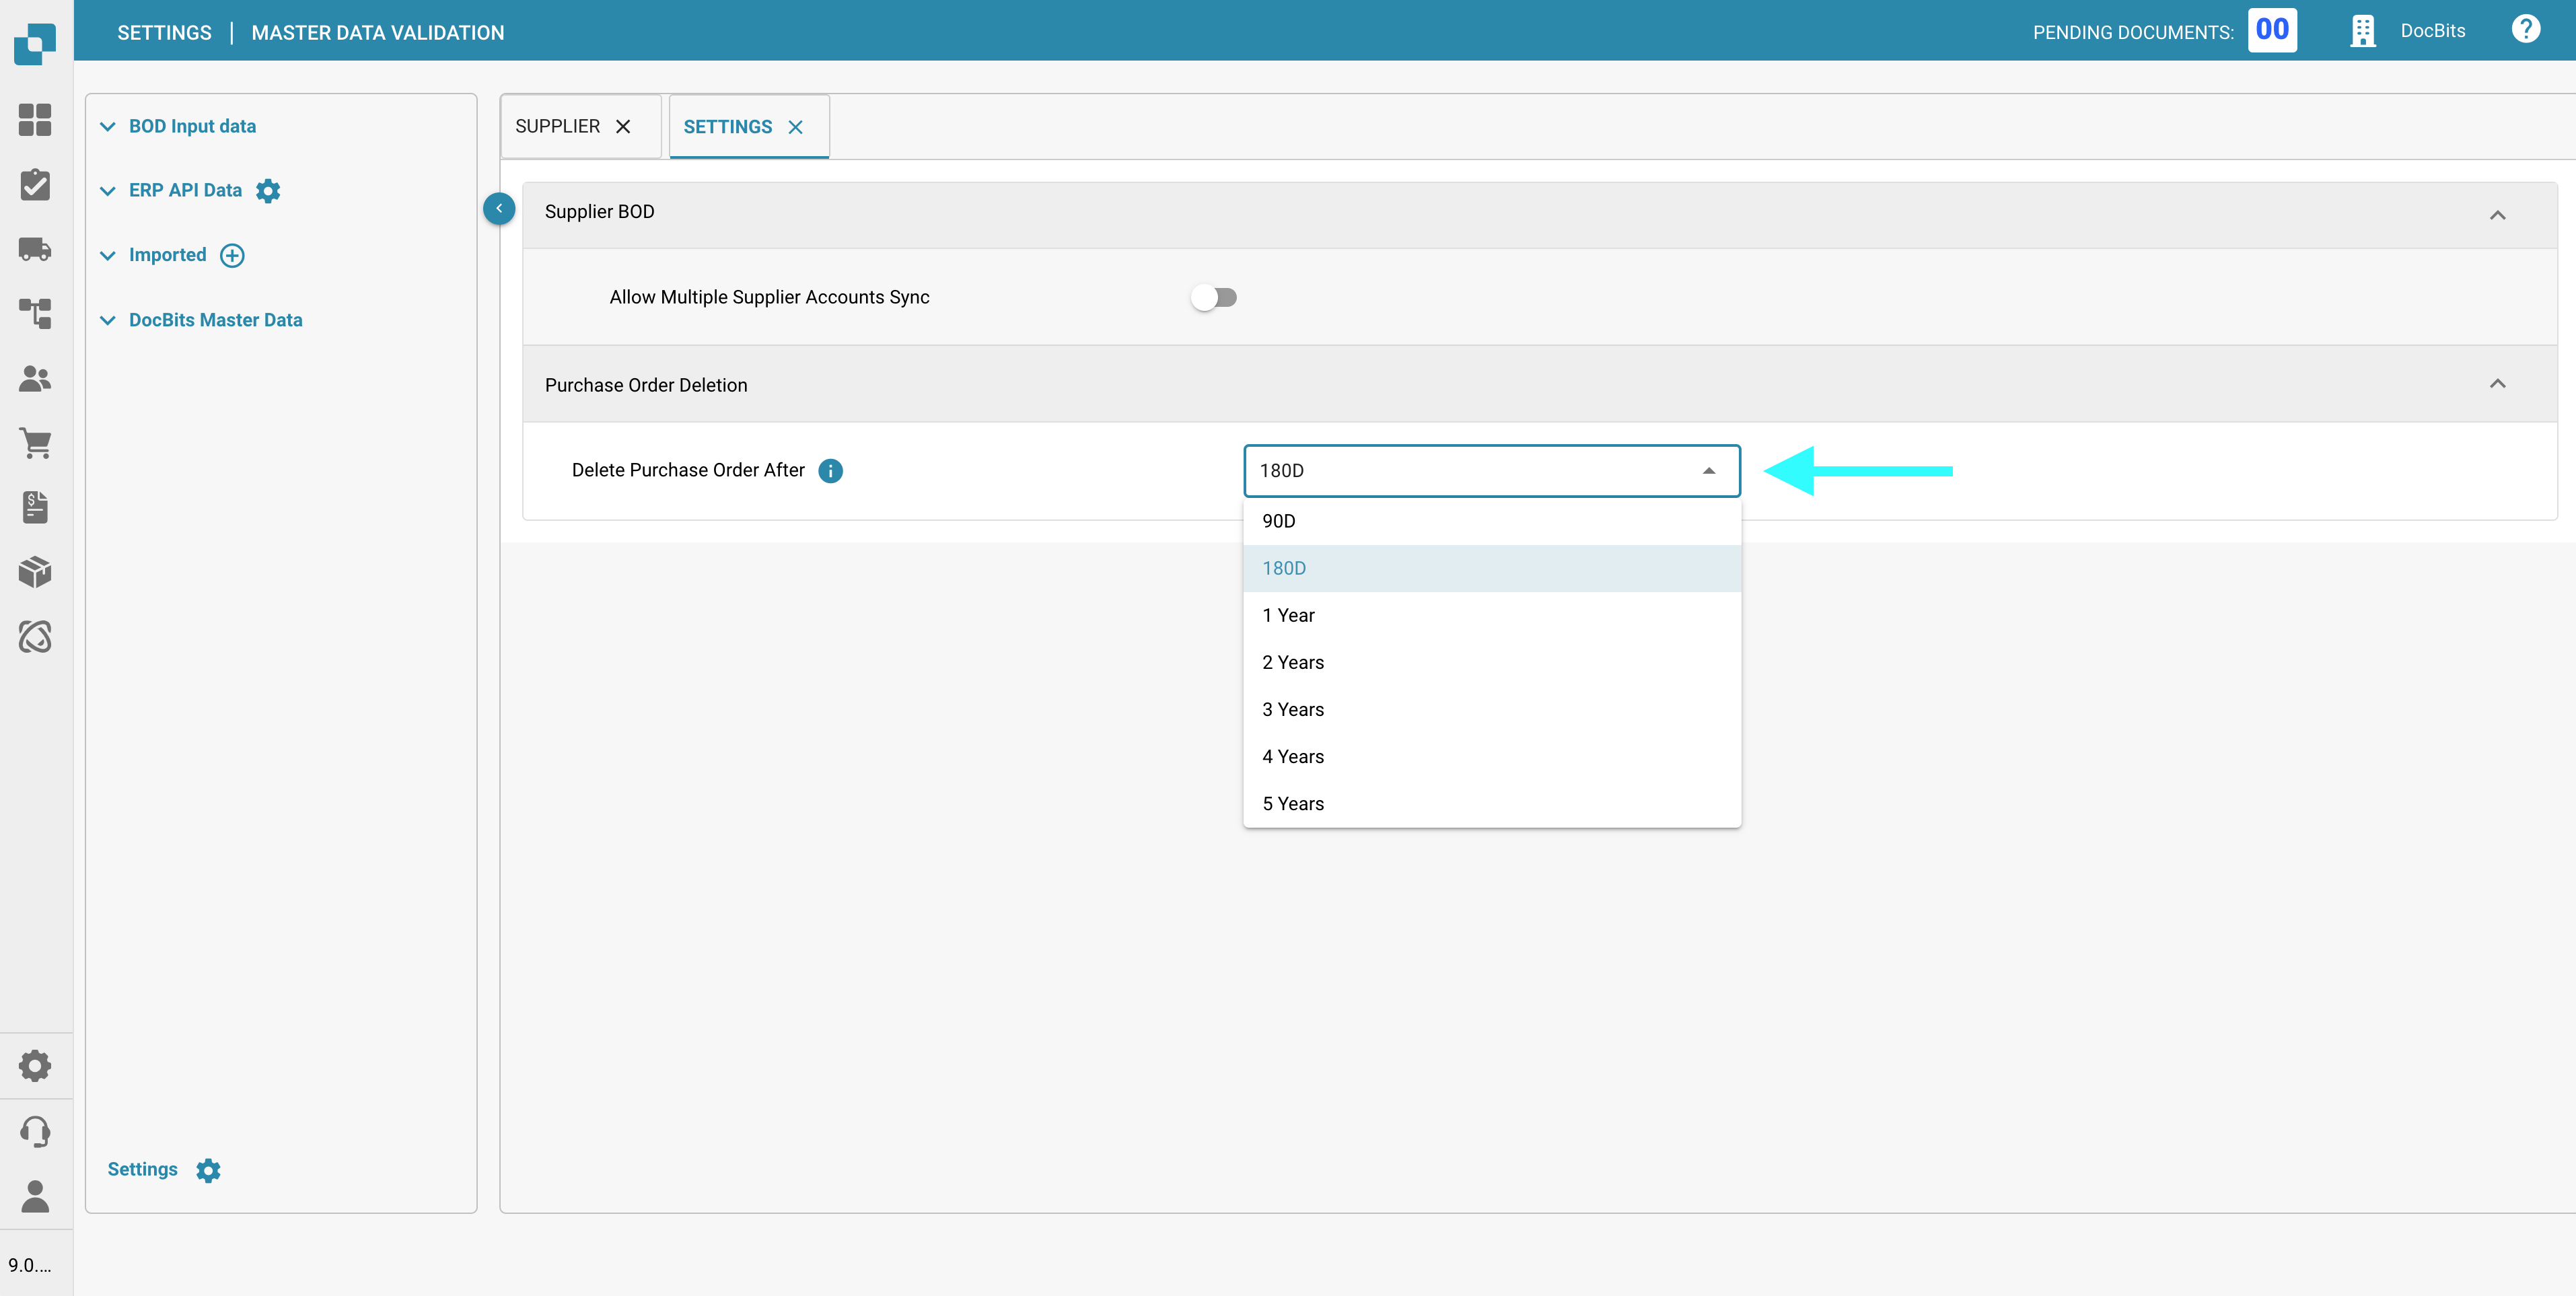 SETTINGS | MASTER DATA VALIDATION
PENDING DOCUMENTS: 00
DocBits
BOD Input data
ERP API Data
Imported
DocBits Master Data
Settings
9.0....
SUPPLIER
SETTINGS
Supplier BOD
Allow Multiple Supplier Accounts Sync
Purchase Order Deletion
Delete Purchase Order After
180D
90D
180D
1 Year
2 Years
3 Years
4 Years
5 Years